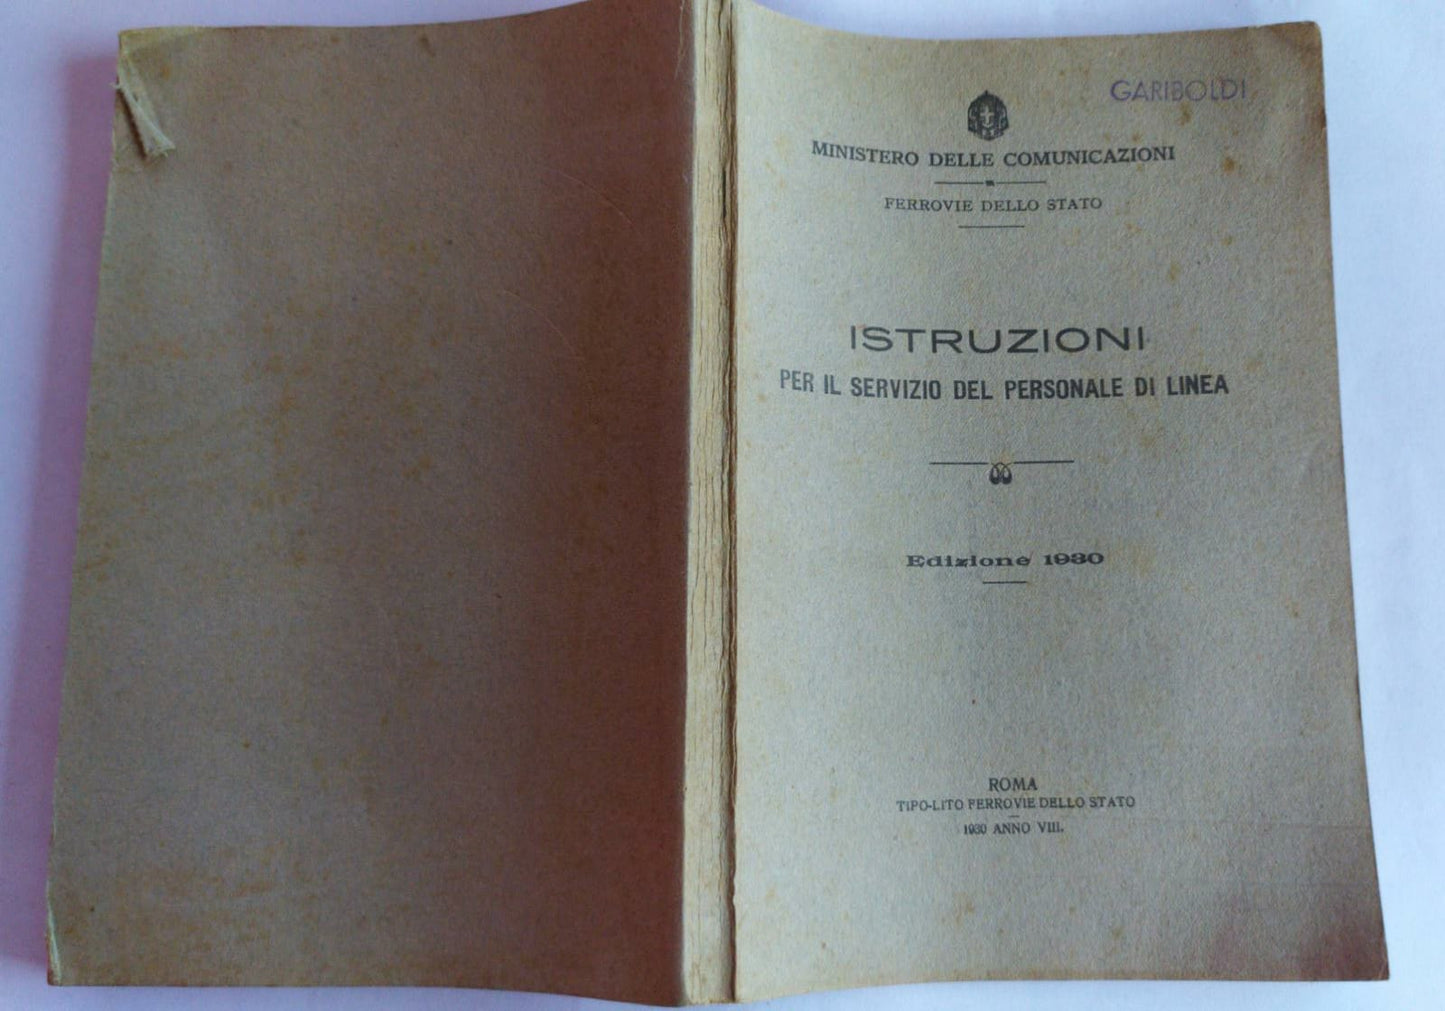 GARIBOLDI
MINISTERO DELLE COMUNICAZIONI
FERROVIE DELLO STATO
ISTRUZIONI
PER IL SERVIZIO DEL PERSONALE DI LINEA
Edizione 1930
ROMA
TIPO-LITO FERROVIE DELLO STATO
1930 ANNO VIII.